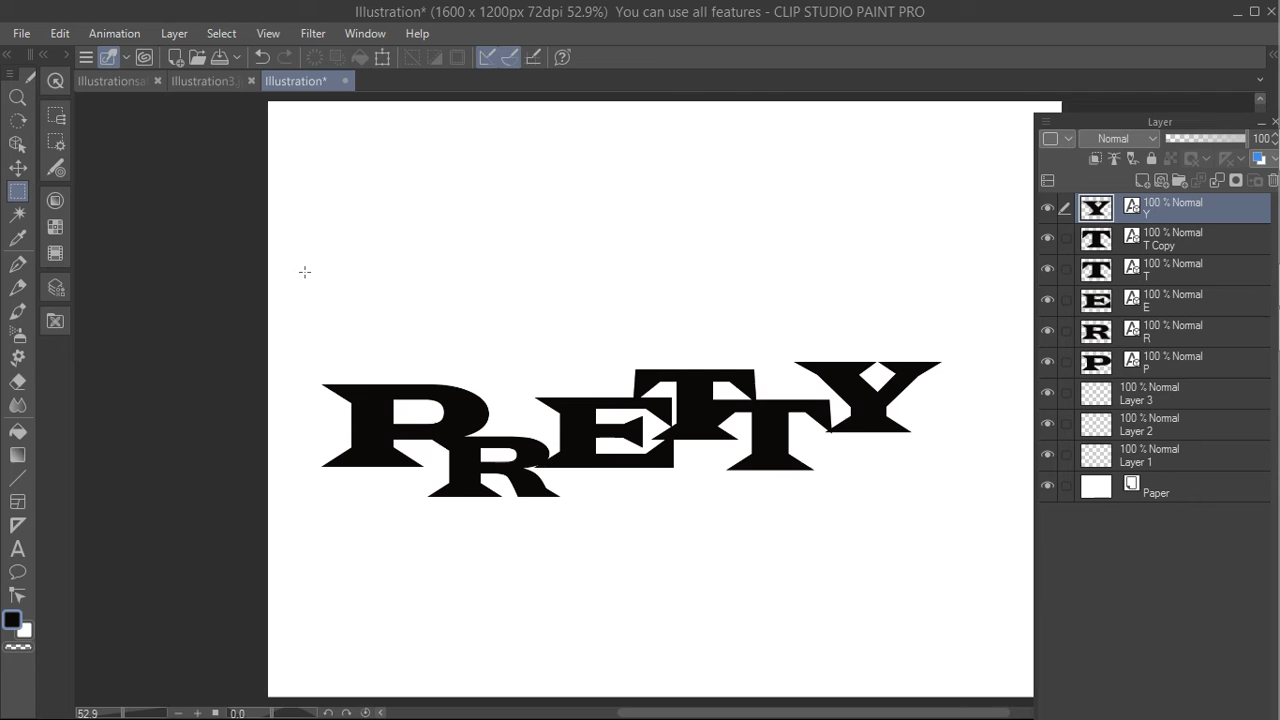 Illustration* (1600 x 1200px 72dpi 52.9%)  You can use all features - CLIP STUDIO PAINT PRO
File Edit Animation Layer Select View Filter Window Help
Illustrationsa Illustration3.j Illustration*
Layer
Normal 100
100 % Normal
Y
100 % Normal
T Copy
100 % Normal
T
100 % Normal
E
100 % Normal
R
100 % Normal
P
100 % Normal
Layer 3
100 % Normal
Layer 2
100 % Normal
Layer 1
Paper
PRETTY
52.9 0.0